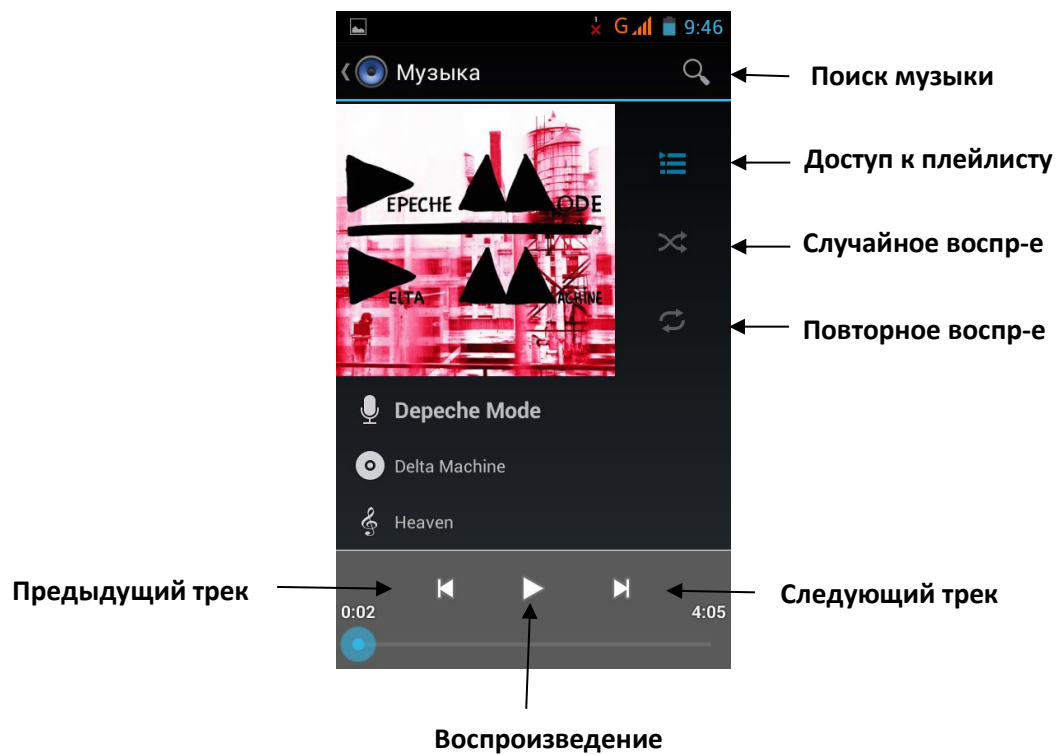 1 G 9:46
Музыка
Поиск музыки
Доступ к плейлисту
EPECHE ODE
Случайное воспр-е
ELTA ACHINE
Повторное воспр-е
Depeche Mode
Delta Machine
Heaven
Предыдущий трек
Следующий трек
0:02 4:05
Воспроизведение